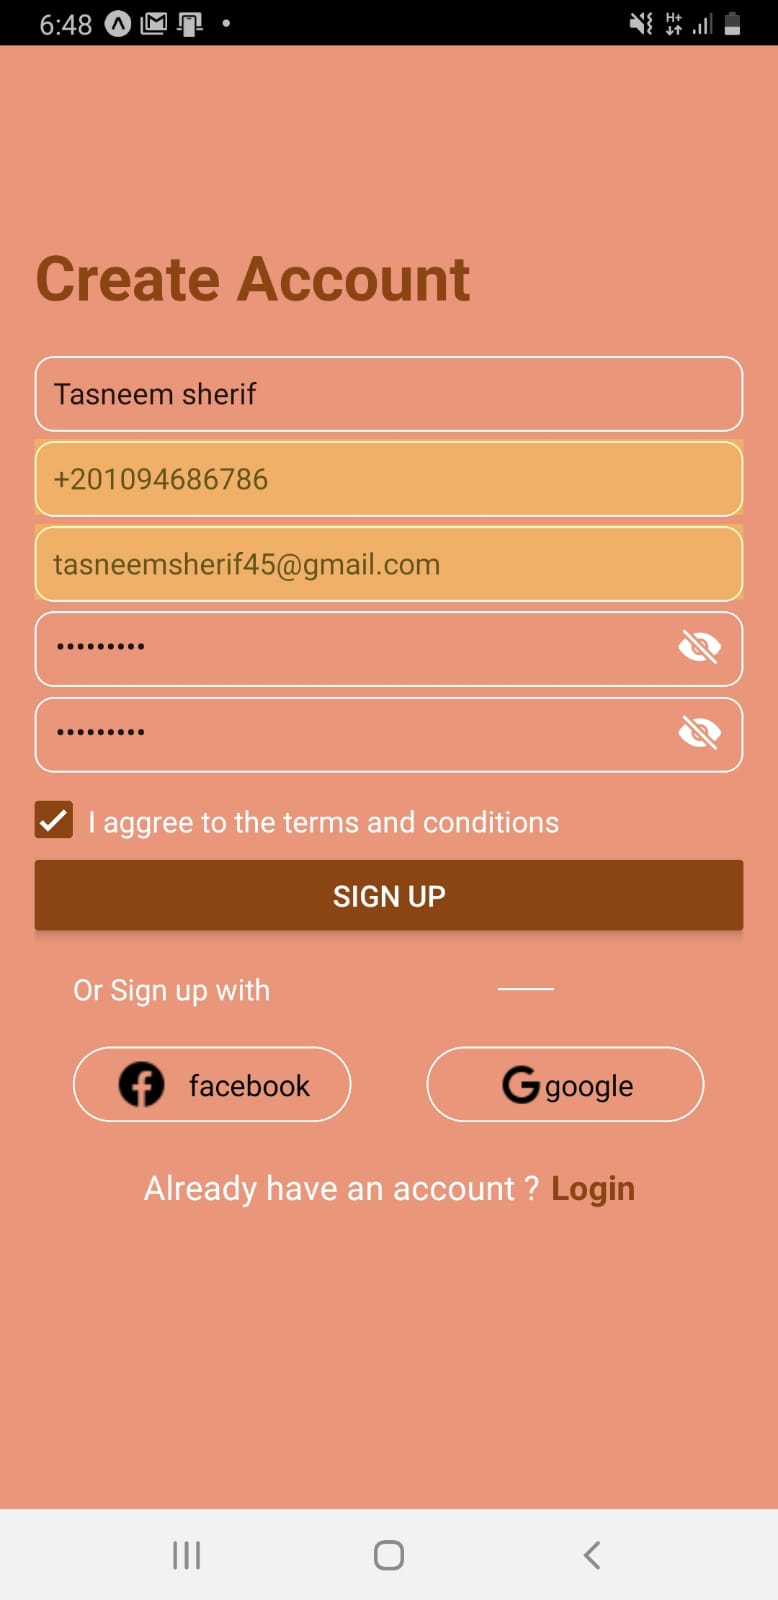 6:48
H+
Create Account
Tasneem sherif
+201094686786
tasneemsherif45@gmail.com
•••••••••
•••••••••
I aggree to the terms and conditions
SIGN UP
Or Sign up with
facebook
google
Already have an account ? Login